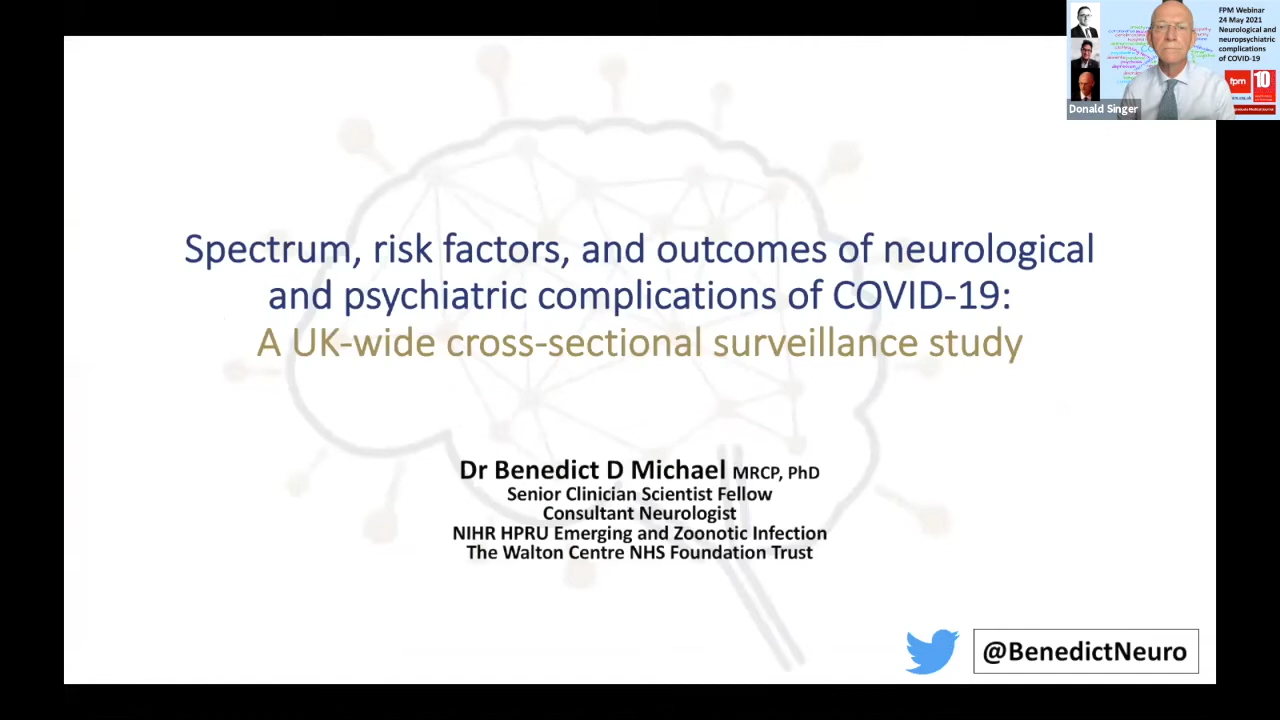 FPM Webinar
24 May 2021
Neurological and
neuropsychiatric
complications
of COVID-19
fpm
10
Donald Singer
Spectrum, risk factors, and outcomes of neurological
and psychiatric complications of COVID-19:
A UK-wide cross-sectional surveillance study
Dr Benedict D Michael MRCP, PhD
Senior Clinician Scientist Fellow
Consultant Neurologist
NIHR HPRU Emerging and Zoonotic Infection
The Walton Centre NHS Foundation Trust
@BenedictNeuro